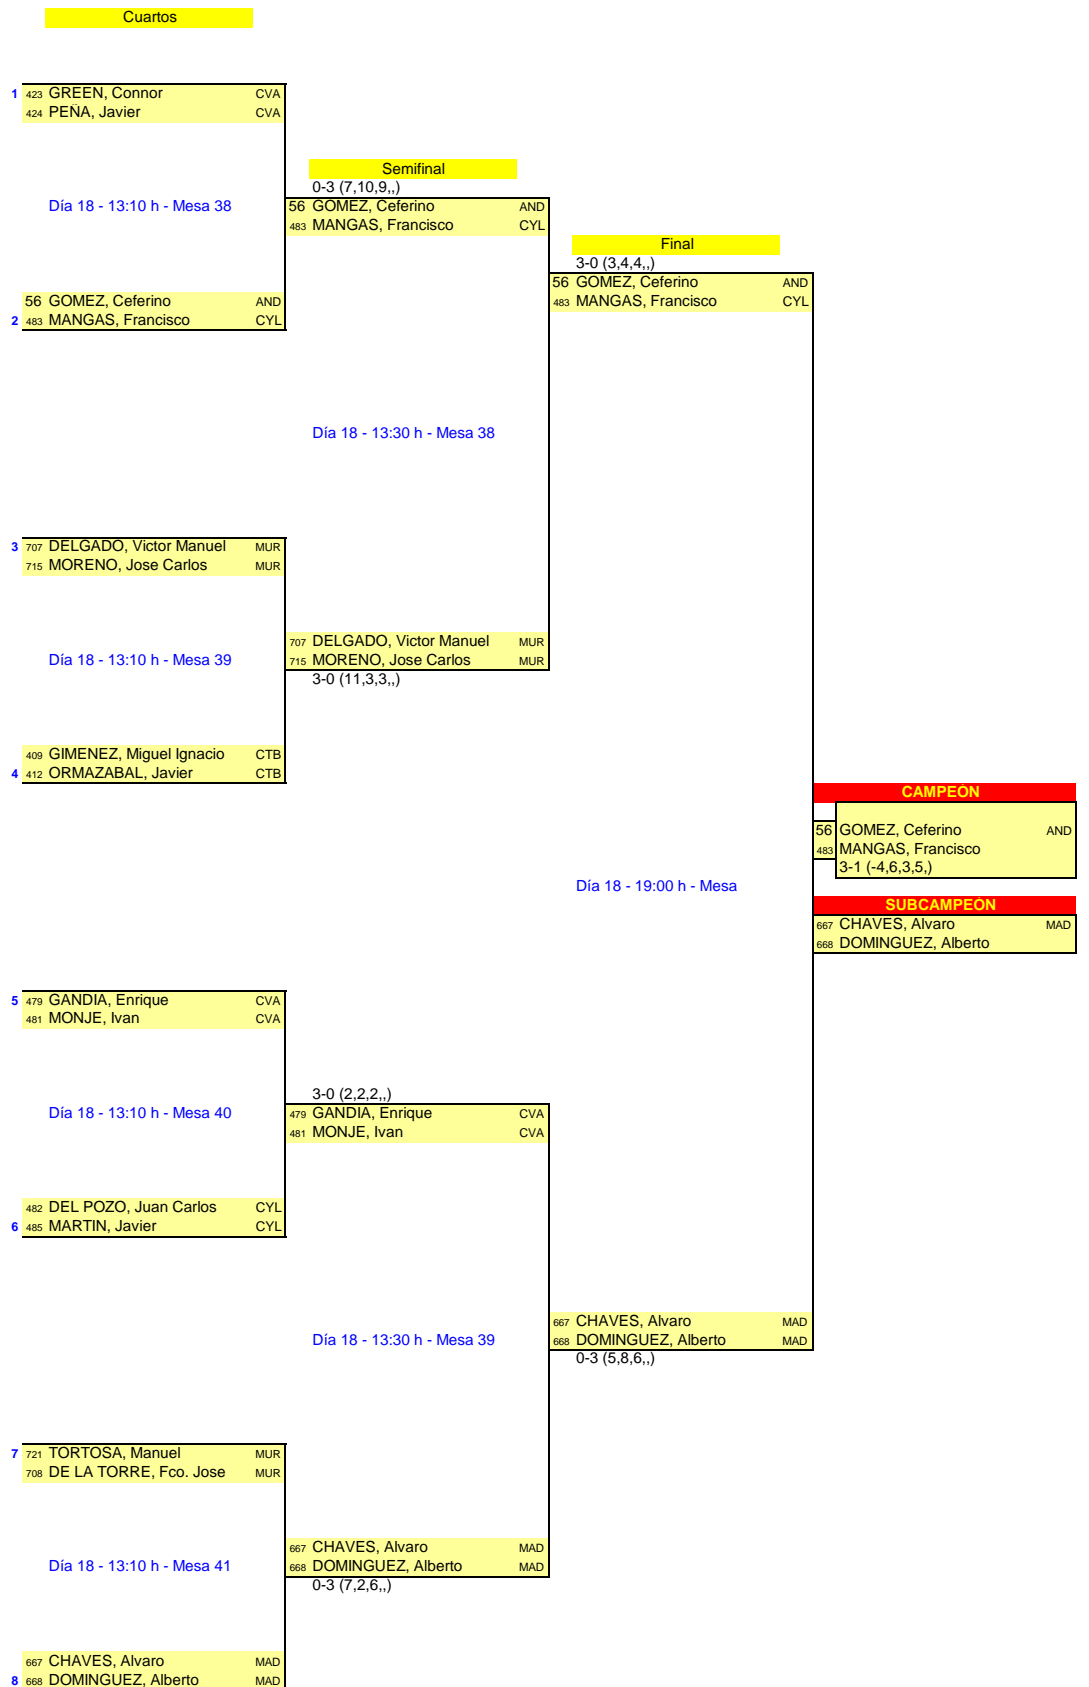 Cuartos
1 423 GREEN, Connor CVA
424 PEÑA, Javier CVA
Semifinal
0-3 (7,10,9,,)
Día 18 - 13:10 h - Mesa 38
56 GOMEZ, Ceferino AND
483 MANGAS, Francisco CYL
Final
3-0 (3,4,4,,)
56 GOMEZ, Ceferino AND
483 MANGAS, Francisco CYL
56 GOMEZ, Ceferino AND
2 483 MANGAS, Francisco CYL
Día 18 - 13:30 h - Mesa 38
3 707 DELGADO, Victor Manuel MUR
715 MORENO, Jose Carlos MUR
Día 18 - 13:10 h - Mesa 39
707 DELGADO, Victor Manuel MUR
715 MORENO, Jose Carlos MUR
3-0 (11,3,3,,)
409 GIMENEZ, Miguel Ignacio CTB
4 412 ORMAZABAL, Javier CTB
CAMPEÓN
56 GOMEZ, Ceferino AND
483 MANGAS, Francisco
3-1 (-4,6,3,5,)
Día 18 - 19:00 h - Mesa
SUBCAMPEÓN
667 CHAVES, Alvaro MAD
668 DOMINGUEZ, Alberto
5 479 GANDIA, Enrique CVA
481 MONJE, Ivan CVA
3-0 (2,2,2,,)
Día 18 - 13:10 h - Mesa 40
479 GANDIA, Enrique CVA
481 MONJE, Ivan CVA
482 DEL POZO, Juan Carlos CYL
6 485 MARTIN, Javier CYL
Día 18 - 13:30 h - Mesa 39
667 CHAVES, Alvaro MAD
668 DOMINGUEZ, Alberto MAD
0-3 (5,8,6,,)
7 721 TORTOSA, Manuel MUR
708 DE LA TORRE, Fco. Jose MUR
Día 18 - 13:10 h - Mesa 41
667 CHAVES, Alvaro MAD
668 DOMINGUEZ, Alberto MAD
0-3 (7,2,6,,)
667 CHAVES, Alvaro MAD
8 668 DOMINGUEZ, Alberto MAD